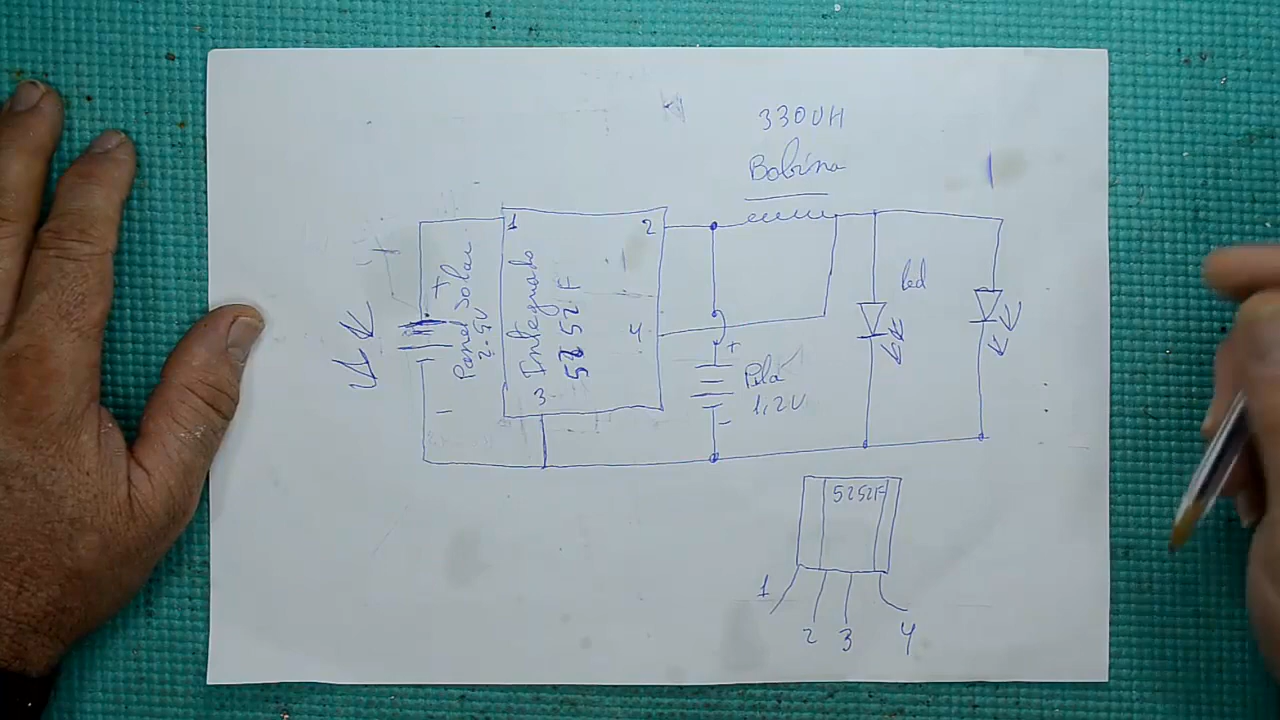 330UH
Bobina
1
2
+
Panel Solar
2-5V
-
Integrado
5252F
3
4
led
+
Pila
1,2V
-
5252F
1
2
3
4